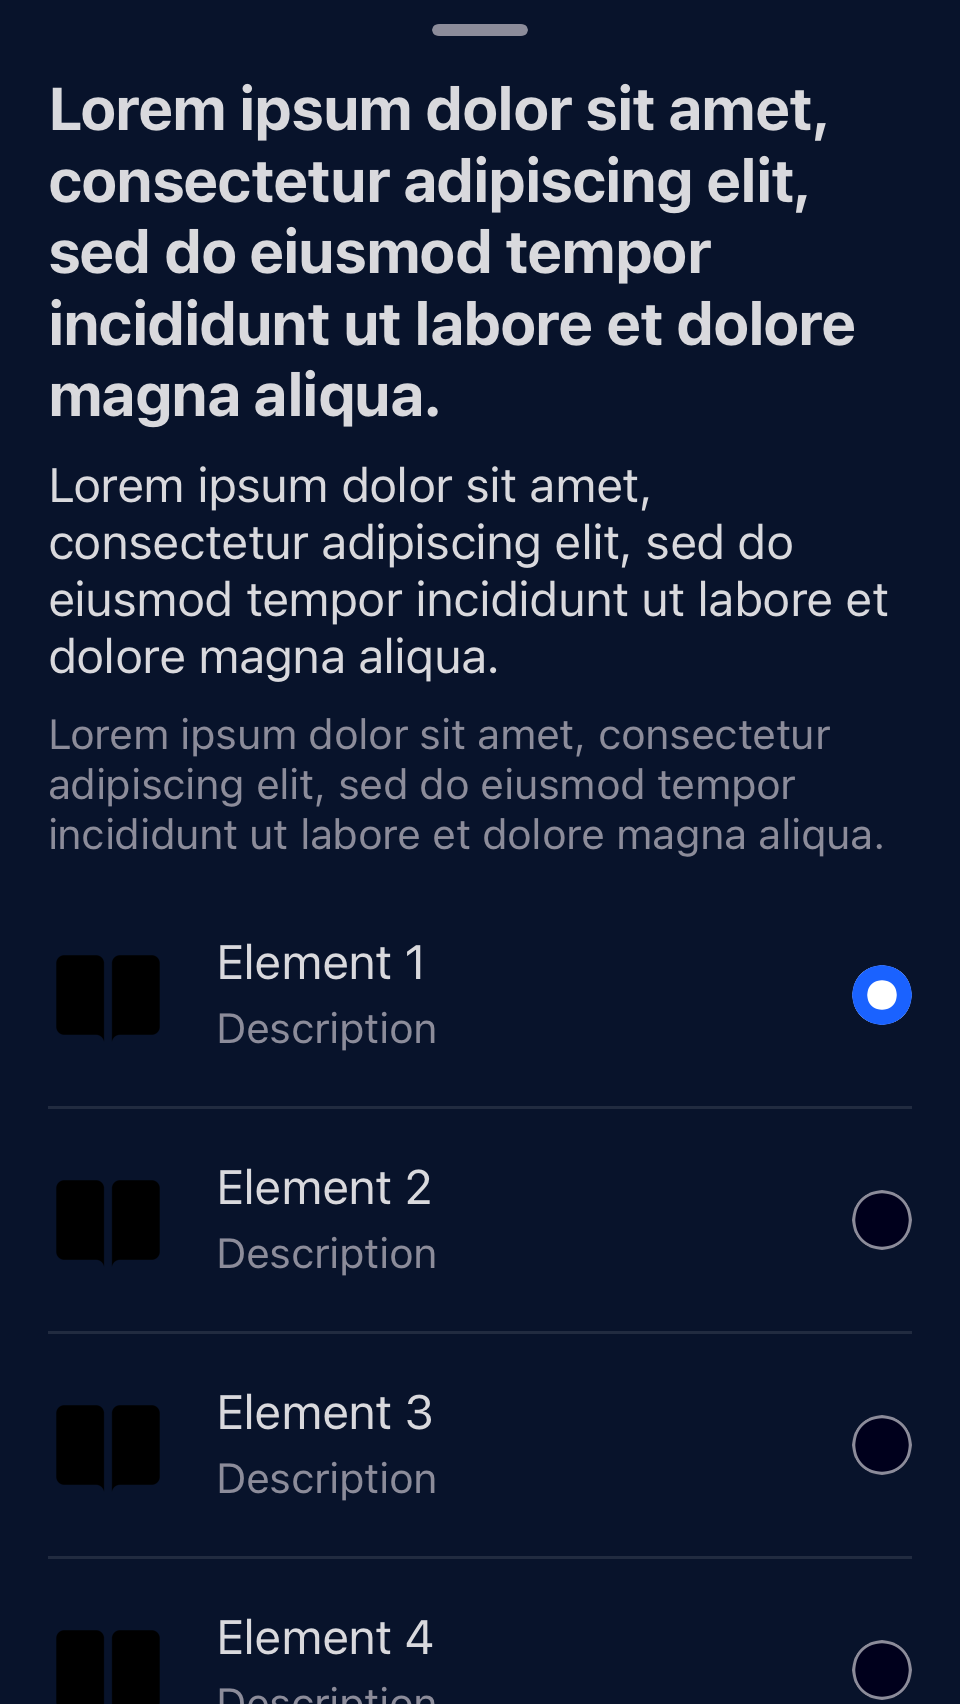 Lorem ipsum dolor sit amet,
consectetur adipiscing elit,
sed do eiusmod tempor
incididunt ut labore et dolore
magna aliqua.
Lorem ipsum dolor sit amet,
consectetur adipiscing elit, sed do
eiusmod tempor incididunt ut labore et
dolore magna aliqua.
Lorem ipsum dolor sit amet, consectetur
adipiscing elit, sed do eiusmod tempor
incididunt ut labore et dolore magna aliqua.
Element 1
Description
Element 2
Description
Element 3
Description
Element 4
Description